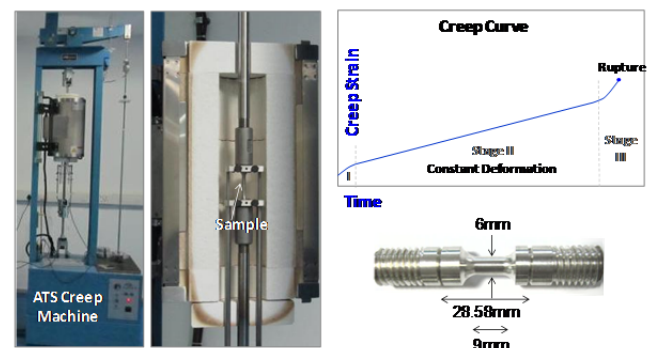 ATS Creep
Machine
Sample
Creep Curve
Creep Strain
Rupture
I
Stage II
Constant Deformation
Stage
III
Time
6mm
28.58mm
9mm